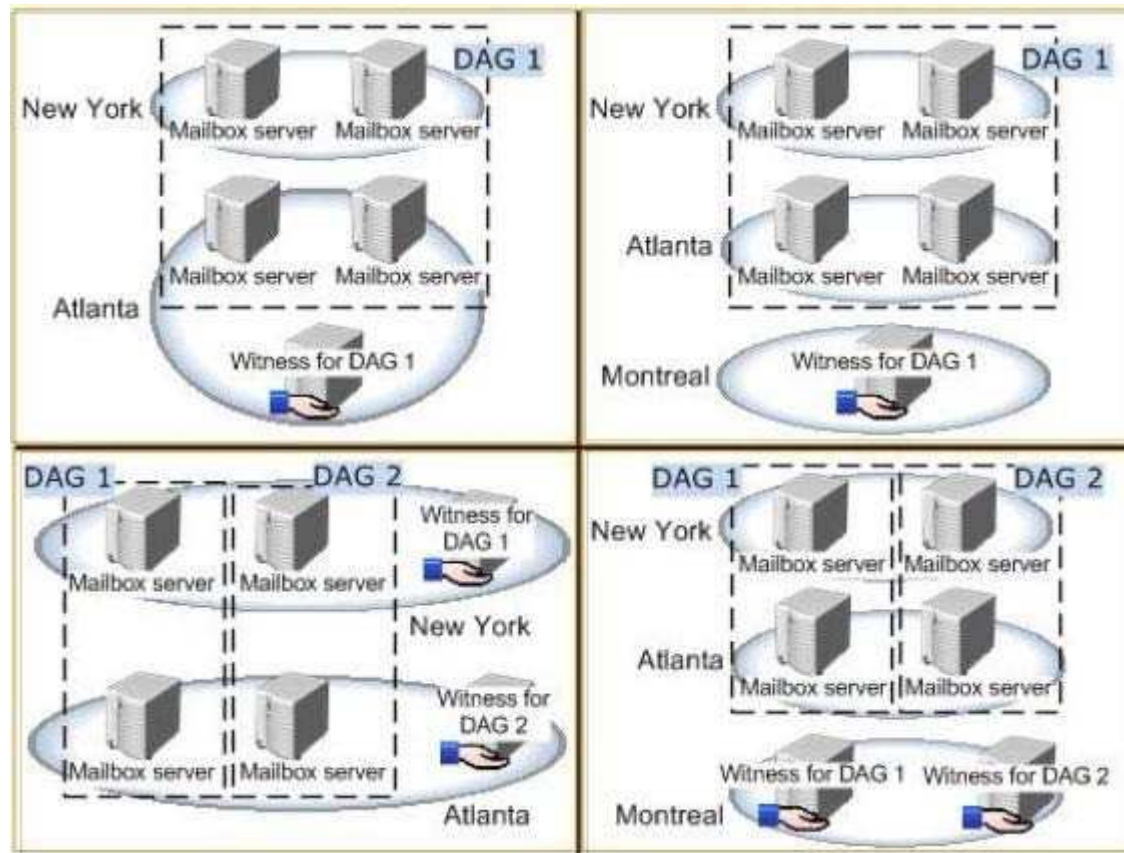 DAG 1
New York
Mailbox server Mailbox server
Mailbox server Mailbox server
Atlanta
Witness for DAG 1
DAG 1
New York
Mailbox server Mailbox server
Atlanta
Mailbox server Mailbox server
Montreal
Witness for DAG 1
DAG 1 DAG 2
Witness for
DAG 1
Mailbox server Mailbox server
New York
Witness for
DAG 2
Mailbox server Mailbox server
Atlanta
DAG 1 DAG 2
New York
Mailbox server Mailbox server
Atlanta
Mailbox server Mailbox server
Witness for DAG 1 Witness for DAG 2
Montreal